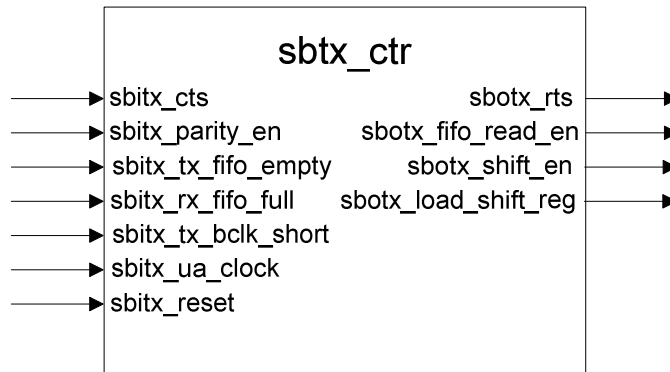 sbtx_ctr
sbitx_cts sbotx_rts
sbitx_parity_en sbotx_fifo_read_en
sbitx_tx_fifo_empty sbotx_shift_en
sbitx_rx_fifo_full sbotx_load_shift_reg
sbitx_tx_bclk_short
sbitx_ua_clock
sbitx_reset